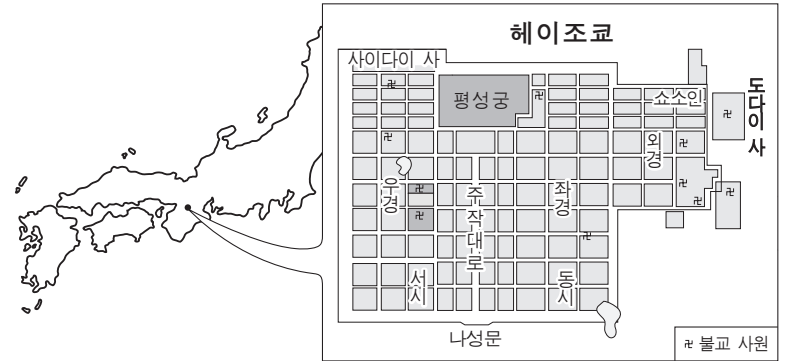 헤이조쿄
사이다이 사
평성궁
쇼소인
도다이 사
외경
우경
주작대로
좌경
서시
동시
나성문
卍 불교 사원